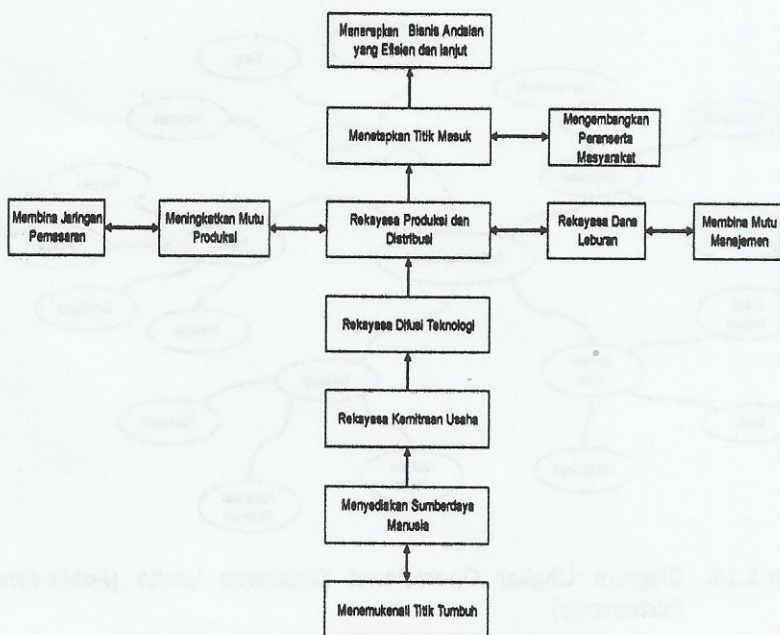 Menerapkan Bisnis Andalan
yang Efisien dan lanjut
Menetapkan Titik Masuk
Mengembangkan
Peranserta
Masyarakat
Membina Jaringan
Pemasaran
Meningkatkan Mutu
Produksi
Rekayasa Produksi dan
Distribusi
Rekayasa Dana
Leburan
Membina Mutu
Manajemen
Rekayasa Difusi Teknologi
Rekayasa Kemitraan Usaha
Menyediakan Sumberdaya
Manusia
Menemukenali Titik Tumbuh